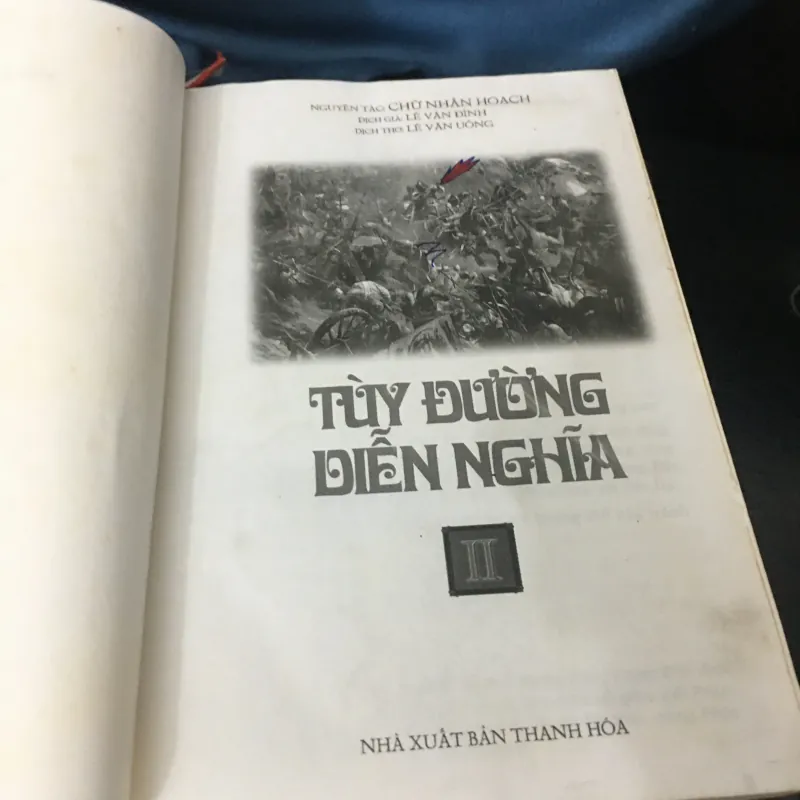 NGUYÊN TÁC: CHỬ NHÂN HOẠCH
DỊCH GIẢ: LÊ VĂN ĐÌNH
DỊCH THƠ: LÊ VĂN UÔNG
TÙY ĐƯỜNG
DIỄN NGHĨA
II
NHÀ XUẤT BẢN THANH HÓA